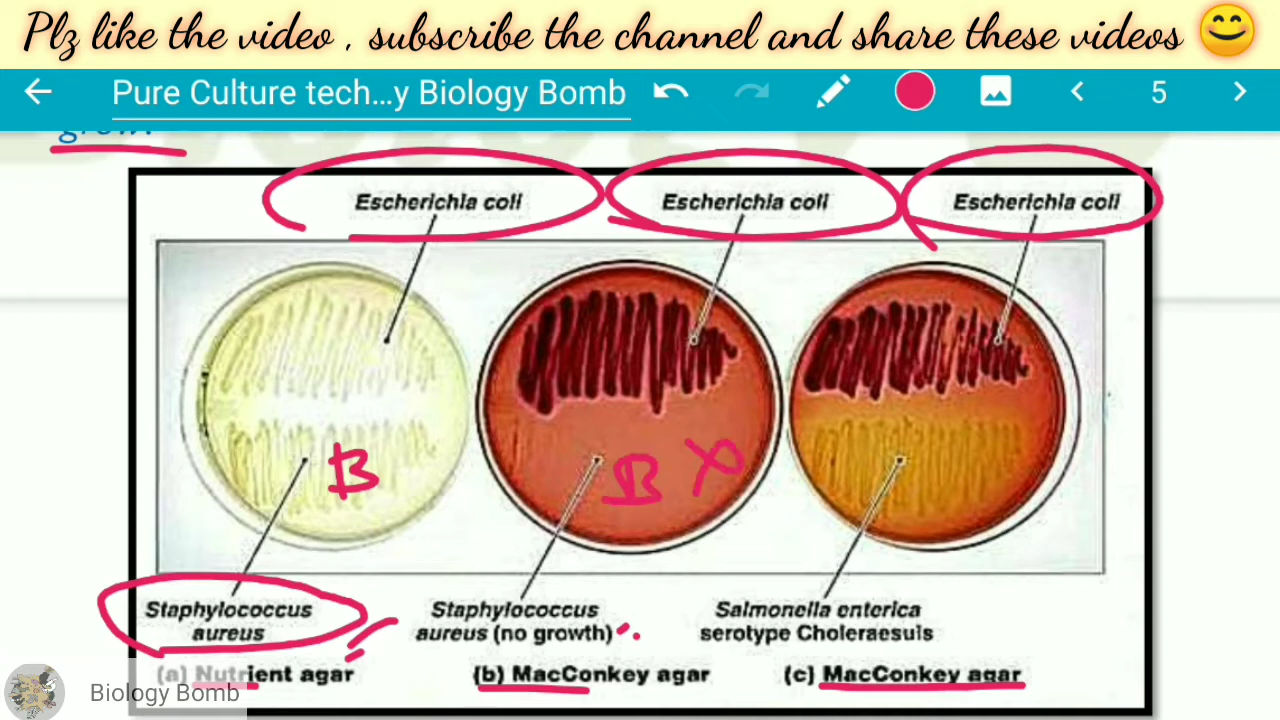 Plz like the video , subscribe the channel and share these videos 😊
Pure Culture tech...y Biology Bomb
5
grow.
Escherichia coli
Escherichia coli
Escherichia coli
B
B X
Staphylococcus
aureus
Staphylococcus
aureus (no growth)
Salmonella enterica
serotype Choleraesuis
(a) Nutrient agar
(b) MacConkey agar
(c) MacConkey agar
Biology Bomb